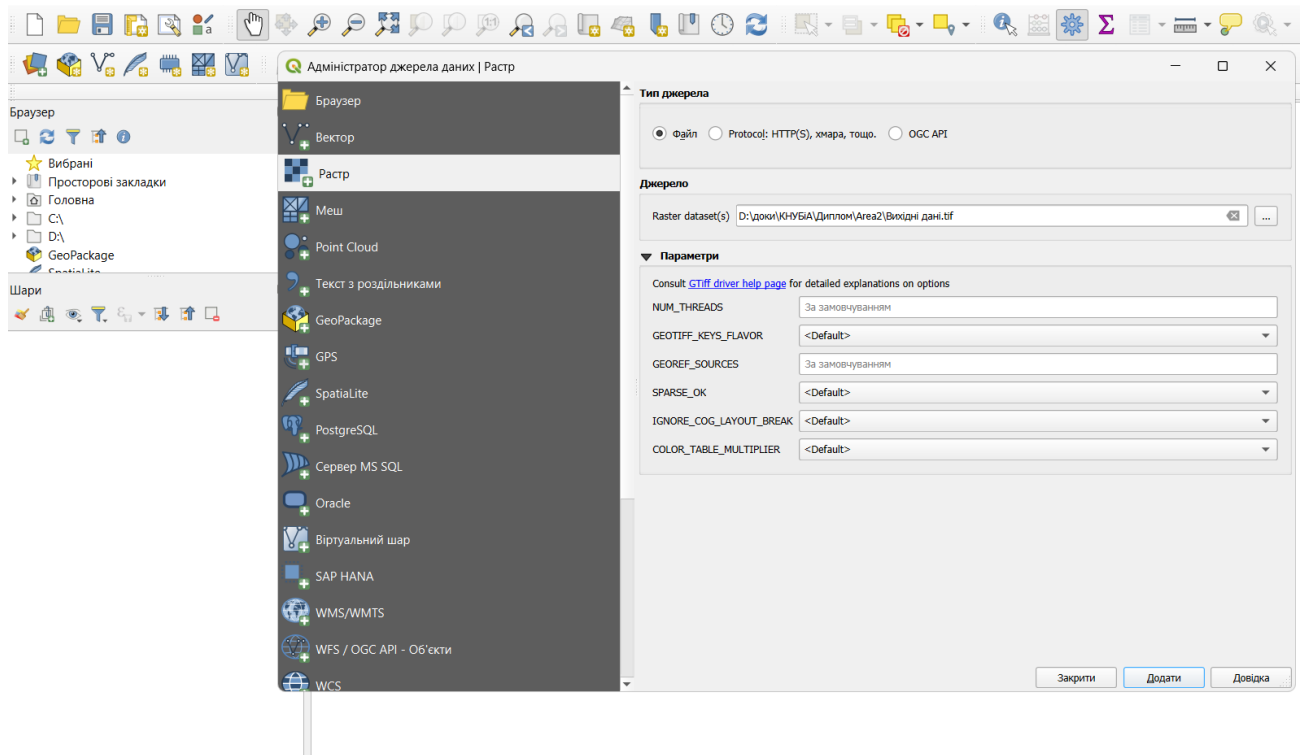 Адміністратор джерела даних | Растр
Браузер
Вибрані
Просторові закладки
Головна
C:\
D:\
GeoPackage
SpatiaLite
Шари
Браузер
Вектор
Растр
Меш
Point Cloud
Текст з роздільниками
GeoPackage
GPS
SpatiaLite
PostgreSQL
Сервер MS SQL
Oracle
Віртуальний шар
SAP HANA
WMS/WMTS
WFS / OGC API - Об'єкти
WCS
Тип джерела
Файл Protocol: HTTP(S), хмара, тощо. OGC API
Джерело
Raster dataset(s) D:\доки\КНУБіА\Диплом\Area2\Вихідні дані.tif ...
Параметри
Consult GTiff driver help page for detailed explanations on options
NUM_THREADS За замовчуванням
GEOTIFF_KEYS_FLAVOR <Default>
GEOREF_SOURCES За замовчуванням
SPARSE_OK <Default>
IGNORE_COG_LAYOUT_BREAK <Default>
COLOR_TABLE_MULTIPLIER <Default>
Закрити Додати Довідка